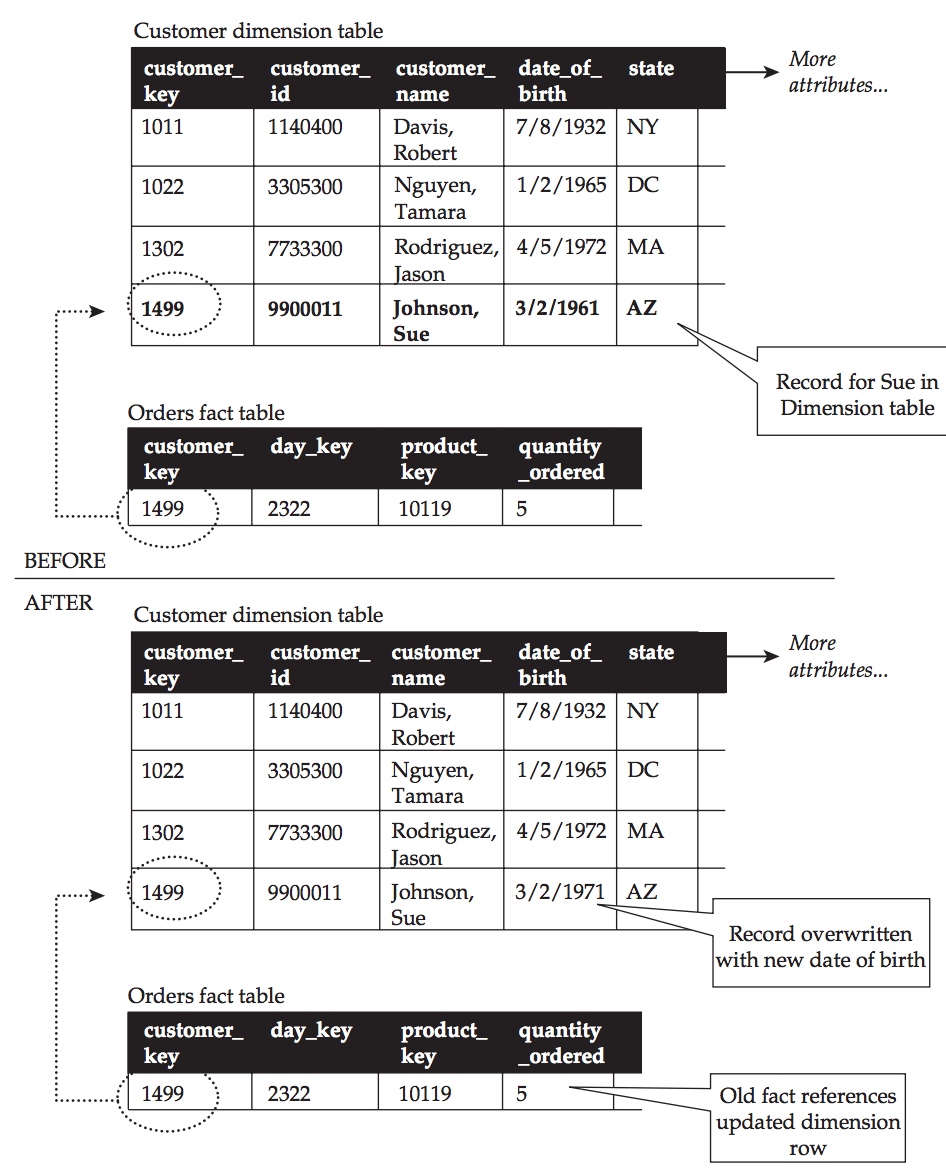 Customer dimension table
customer_ customer_ customer_ date_of_ state
key id name birth
More
attributes...
1011 1140400 Davis, 7/8/1932 NY
Robert
1022 3305300 Nguyen, 1/2/1965 DC
Tamara
1302 7733300 Rodriguez, 4/5/1972 MA
Jason
1499 9900011 Johnson, 3/2/1961 AZ
Sue
Record for Sue in
Dimension table
Orders fact table
customer_ day_key product_ quantity
key key _ordered
1499 2322 10119 5
BEFORE
AFTER
Customer dimension table
customer_ customer_ customer_ date_of_ state
key id name birth
More
attributes...
1011 1140400 Davis, 7/8/1932 NY
Robert
1022 3305300 Nguyen, 1/2/1965 DC
Tamara
1302 7733300 Rodriguez, 4/5/1972 MA
Jason
1499 9900011 Johnson, 3/2/1971 AZ
Sue
Record overwritten
with new date of birth
Orders fact table
customer_ day_key product_ quantity
key key _ordered
1499 2322 10119 5
Old fact references
updated dimension
row